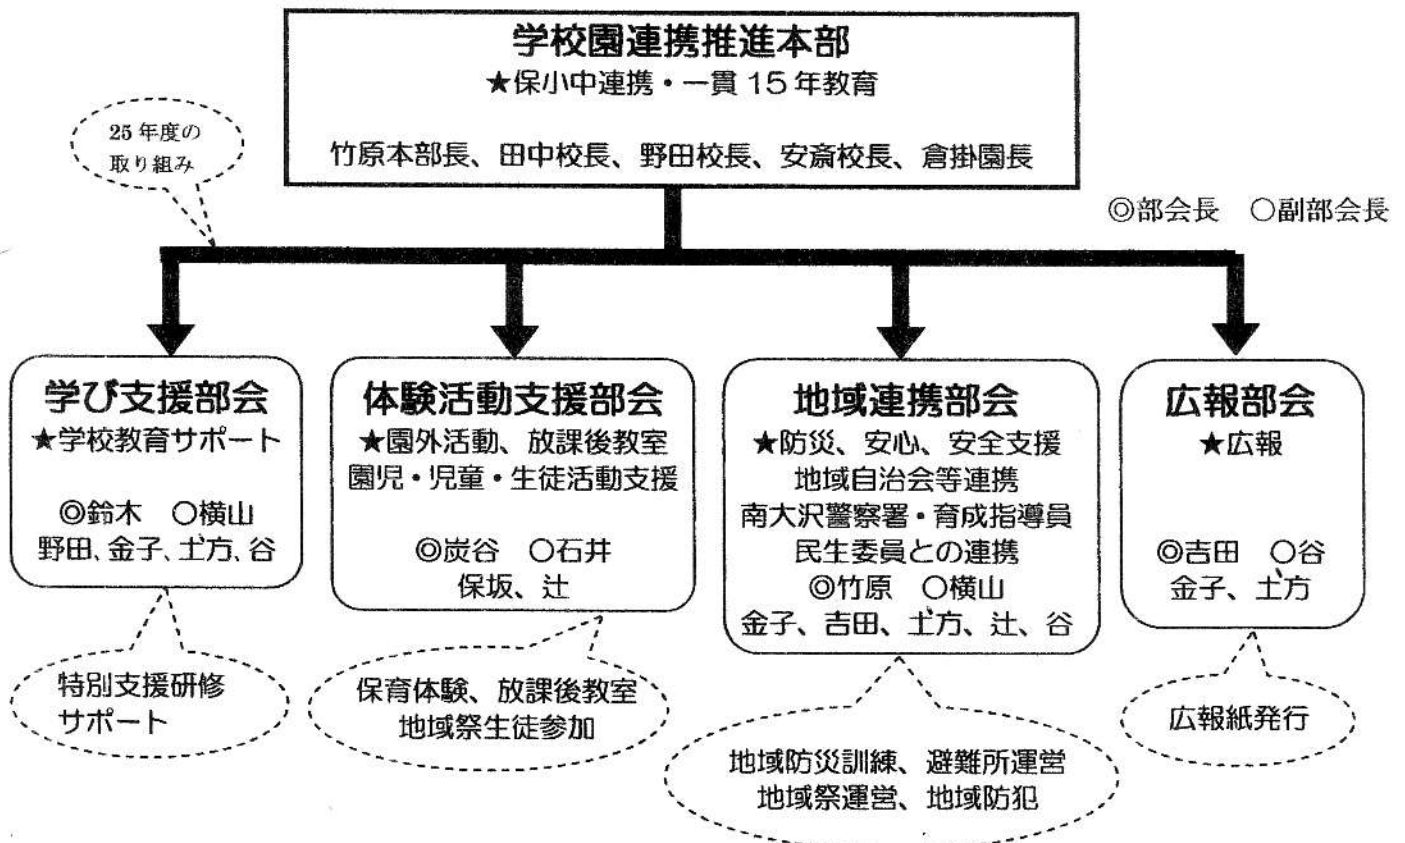 学校園連携推進本部
★保小中連携・一貫 15 年教育
竹原本部長、田中校長、野田校長、安斎校長、倉掛園長
25 年度の
取り組み
◎部会長　○副部会長
学び支援部会
★学校教育サポート
◎鈴木　○横山
野田、金子、土方、谷
特別支援研修
サポート
体験活動支援部会
★園外活動、放課後教室
園児・児童・生徒活動支援
◎炭谷　○石井
保坂、辻
保育体験、放課後教室
地域祭生徒参加
地域連携部会
★防災、安心、安全支援
地域自治会等連携
南大沢警察署・育成指導員
民生委員との連携
◎竹原　○横山
金子、吉田、土方、辻、谷
地域防災訓練、避難所運営
地域祭運営、地域防犯
広報部会
★広報
◎吉田　○谷
金子、土方
広報紙発行